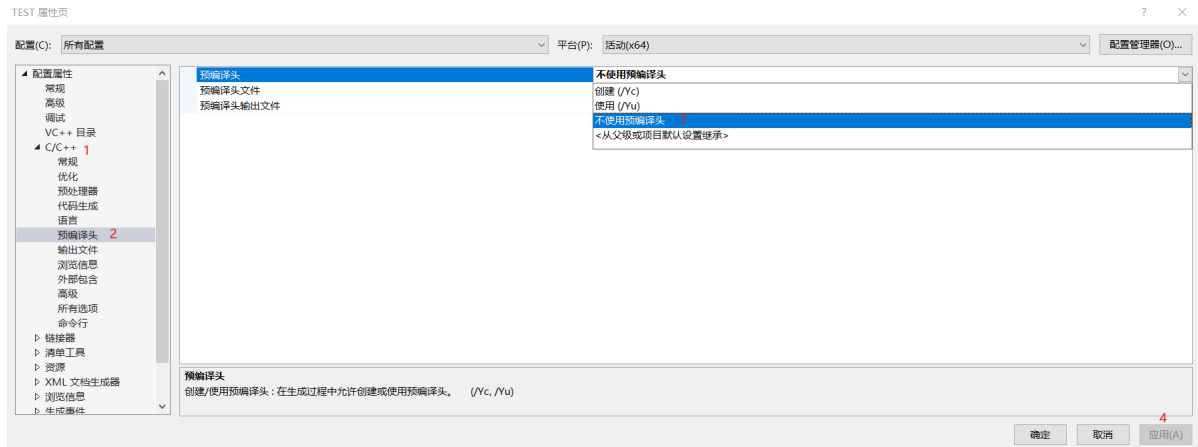 TEST 属性页 ? ×
配置(C): 所有配置 平台(P): 活动(x64) 配置管理器(O)...
配置属性
常规
高级
调试
VC++ 目录
C/C++ 1
常规
优化
预处理器
代码生成
语言
预编译头 2
输出文件
浏览信息
外部包含
高级
所有选项
命令行
链接器
清单工具
资源
XML 文档生成器
浏览信息
生成事件
预编译头 不使用预编译头
预编译头文件
预编译头输出文件
创建 (/Yc)
使用 (/Yu)
不使用预编译头 3
<从父级或项目默认设置继承>
预编译头
创建/使用预编译头 : 在生成过程中允许创建或使用预编译头。 (/Yc, /Yu)
4
确定 取消 应用(A)